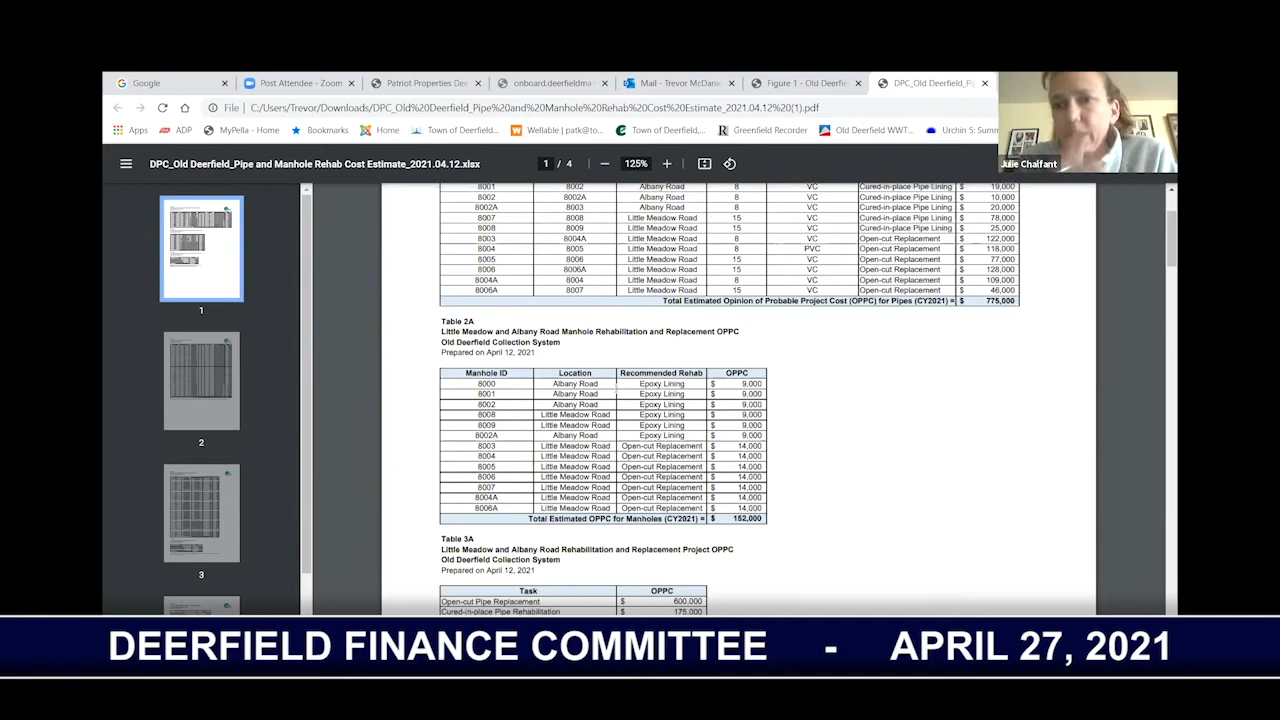 Google
Post Attendee - Zoom
Patriot Properties Dee
onboard.deerfieldma
Mail - Trevor McDanie
Figure 1 - Old Deerfie
DPC_Old Deerfield_Pi
File | C:/Users/Trevor/Downloads/DPC_Old%20Deerfield_Pipe%20and%20Manhole%20Rehab%20Cost%20Estimate_2021.04.12%20(1).pdf
Apps ADP MyPella - Home Bookmarks Home Town of Deerfield... Wellable | patk@to... Town of Deerfield,... Greenfield Recorder Old Deerfield WWT... Urchin 5: Summ
Julie Chalfant
DPC_Old Deerfield_Pipe and Manhole Rehab Cost Estimate_2021.04.12.xlsx 1 / 4 — 125% +
8001 8002 Albany Road 8 VC Cured-in-place Pipe Lining $ 19,000
8002 8002A Albany Road 8 VC Cured-in-place Pipe Lining $ 10,000
8002A 8003 Albany Road 8 VC Cured-in-place Pipe Lining $ 20,000
8007 8008 Little Meadow Road 15 VC Cured-in-place Pipe Lining $ 78,000
8008 8009 Little Meadow Road 15 VC Cured-in-place Pipe Lining $ 25,000
8003 8004A Little Meadow Road 8 VC Open-cut Replacement $ 122,000
8004 8005 Little Meadow Road 8 PVC Open-cut Replacement $ 118,000
8005 8006 Little Meadow Road 15 VC Open-cut Replacement $ 77,000
8006 8006A Little Meadow Road 15 VC Open-cut Replacement $ 128,000
8004A 8004 Little Meadow Road 8 VC Open-cut Replacement $ 109,000
8006A 8007 Little Meadow Road 15 VC Open-cut Replacement $ 46,000
Total Estimated Opinion of Probable Project Cost (OPPC) for Pipes (CY2021) = $ 775,000
Table 2A
Little Meadow and Albany Road Manhole Rehabilitation and Replacement OPPC
Old Deerfield Collection System
Prepared on April 12, 2021
Manhole ID Location Recommended Rehab OPPC
8000 Albany Road Epoxy Lining $ 9,000
8001 Albany Road Epoxy Lining $ 9,000
8002 Albany Road Epoxy Lining $ 9,000
8008 Little Meadow Road Epoxy Lining $ 9,000
8009 Little Meadow Road Epoxy Lining $ 9,000
8002A Albany Road Epoxy Lining $ 9,000
8003 Little Meadow Road Open-cut Replacement $ 14,000
8004 Little Meadow Road Open-cut Replacement $ 14,000
8005 Little Meadow Road Open-cut Replacement $ 14,000
8006 Little Meadow Road Open-cut Replacement $ 14,000
8007 Little Meadow Road Open-cut Replacement $ 14,000
8004A Little Meadow Road Open-cut Replacement $ 14,000
8006A Little Meadow Road Open-cut Replacement $ 14,000
Total Estimated OPPC for Manholes (CY2021) = $ 152,000
Table 3A
Little Meadow and Albany Road Rehabilitation and Replacement Project OPPC
Old Deerfield Collection System
Prepared on April 12, 2021
Task OPPC
Open-cut Pipe Replacement $ 600,000
Cured-in-place Pipe Rehabilitation $ 175,000
1
2
3
DEERFIELD FINANCE COMMITTEE - APRIL 27, 2021